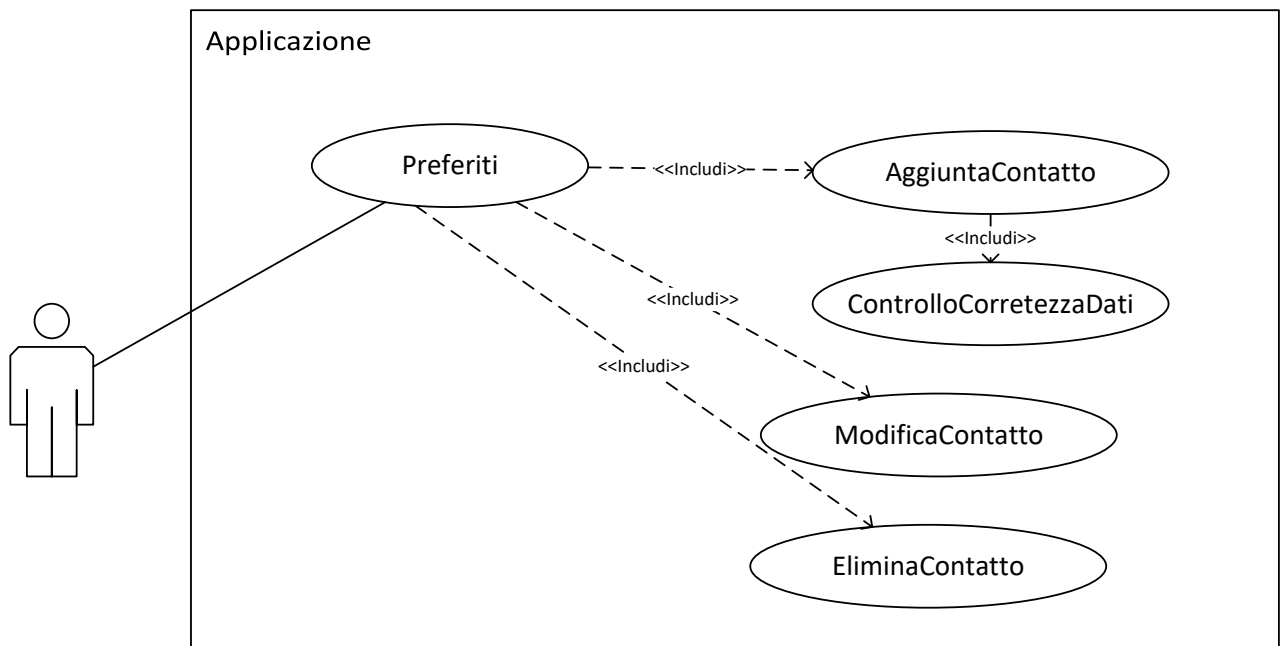 Applicazione
Preferiti
<<Includi>>
AggiuntaContatto
<<Includi>>
ControlloCorretezzaDati
<<Includi>>
<<Includi>>
ModificaContatto
EliminaContatto